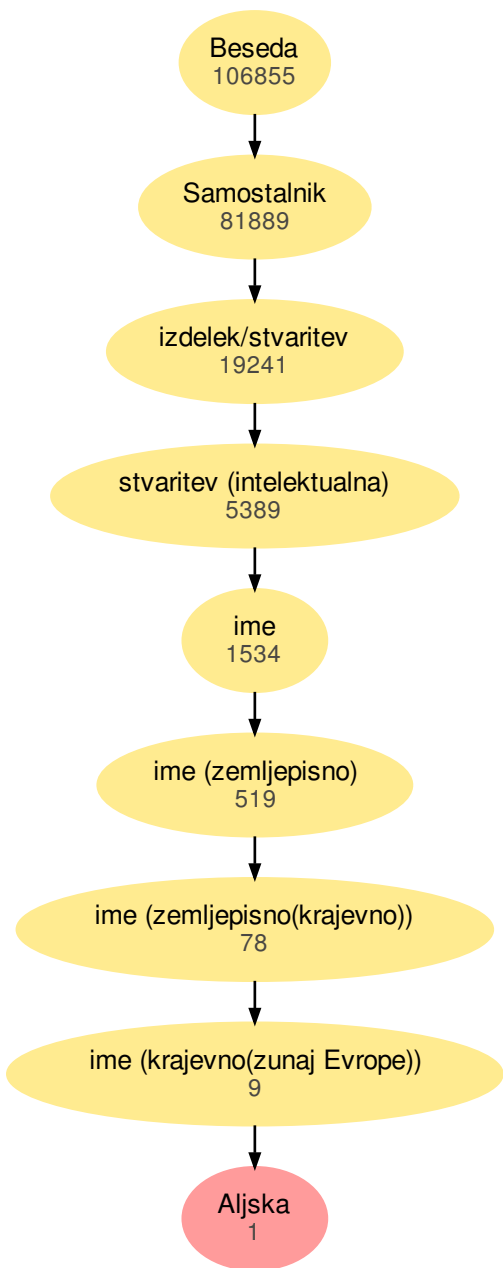 Beseda
106855
Samostalnik
81889
izdelek/stvaritev
19241
stvaritev (intelektualna)
5389
ime
1534
ime (zemljepisno)
519
ime (zemljepisno(krajevno))
78
ime (krajevno(zunaj Evrope))
9
Aljska
1